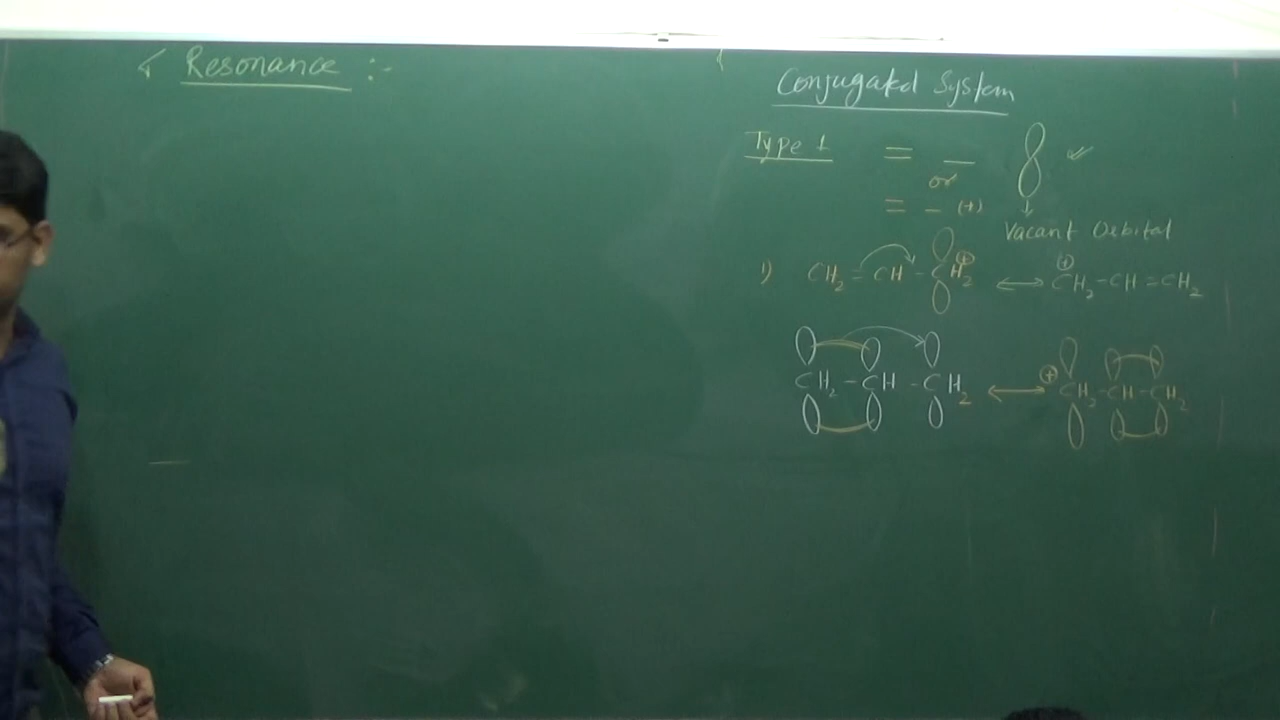 Resonance :-
Conjugated System
Type 1 = —
or
= - (+)
Vacant Orbital
1) CH₂ = CH - CH₂ ⊕ ⟷ ⊕ CH₂ - CH = CH₂
CH₂ - CH - CH₂ ⟷ ⊕ CH₂ - CH - CH₂